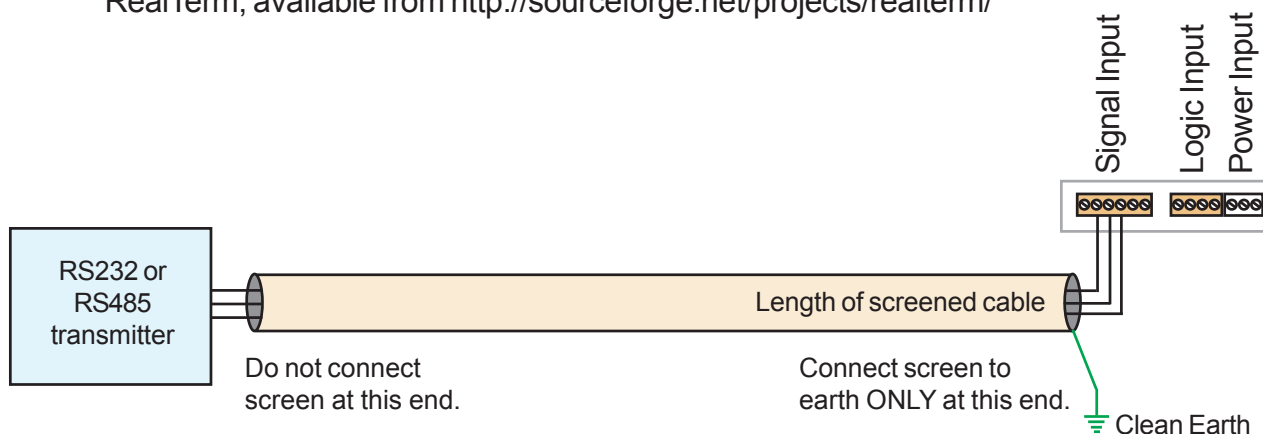 RealTerm, available from http://sourceforge.net/projects/realterm/
Signal Input
Logic Input
Power Input
RS232 or
RS485
transmitter
Length of screened cable
Do not connect
screen at this end.
Connect screen to
earth ONLY at this end.
Clean Earth